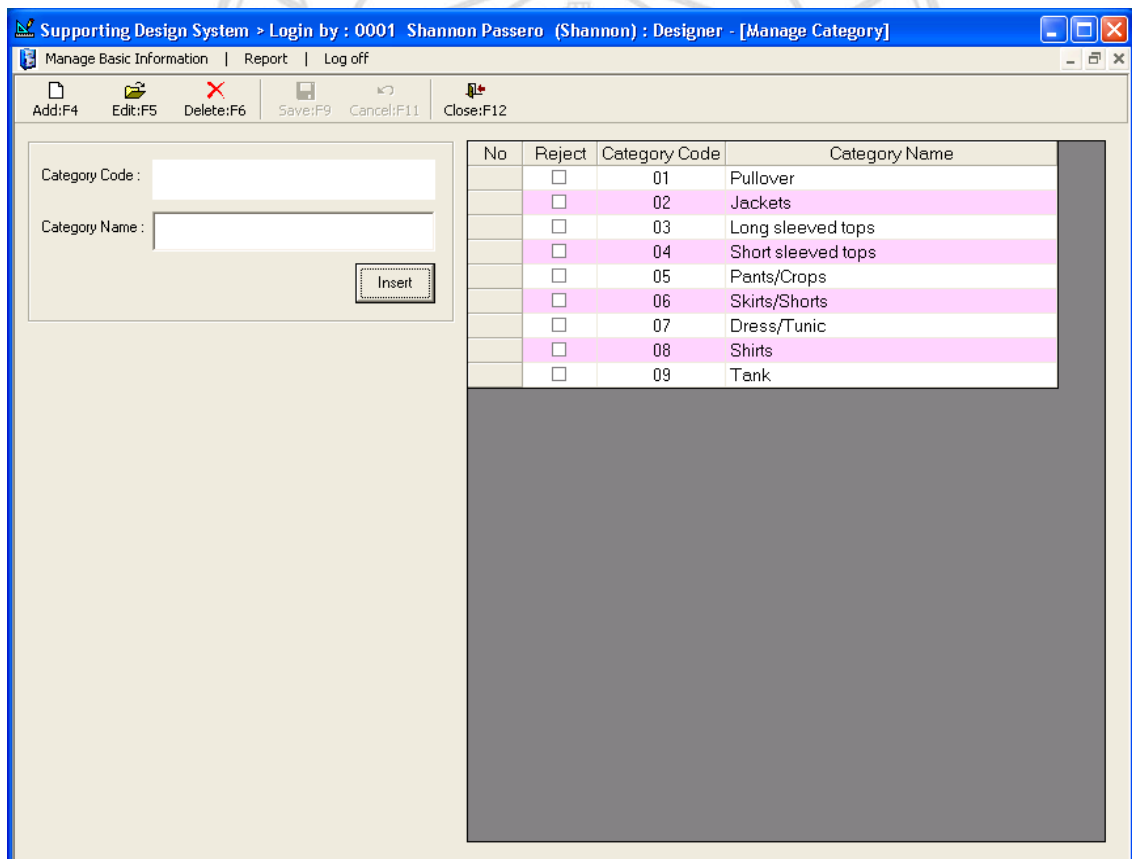 Supporting Design System > Login by : 0001 Shannon Passero (Shannon) : Designer - [Manage Category]
Manage Basic Information | Report | Log off
Add:F4 Edit:F5 Delete:F6 Save:F9 Cancel:F11 Close:F12
Category Code :
Category Name :
Insert
No Reject Category Code Category Name
01 Pullover
02 Jackets
03 Long sleeved tops
04 Short sleeved tops
05 Pants/Crops
06 Skirts/Shorts
07 Dress/Tunic
08 Shirts
09 Tank